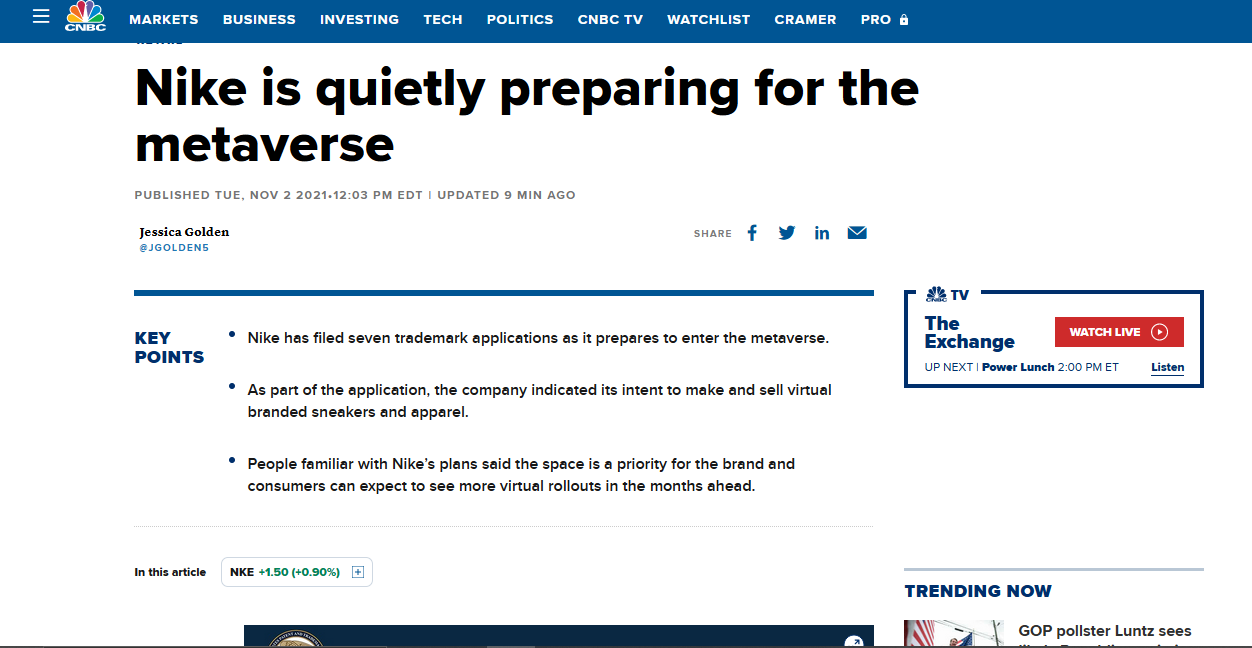 CNBC
MARKETS BUSINESS INVESTING TECH POLITICS CNBC TV WATCHLIST CRAMER PRO
Nike is quietly preparing for the
metaverse
PUBLISHED TUE, NOV 2 2021•12:03 PM EDT | UPDATED 9 MIN AGO
Jessica Golden
@JGOLDEN5
SHARE
KEY
POINTS
Nike has filed seven trademark applications as it prepares to enter the metaverse.
As part of the application, the company indicated its intent to make and sell virtual
branded sneakers and apparel.
People familiar with Nike’s plans said the space is a priority for the brand and
consumers can expect to see more virtual rollouts in the months ahead.
In this article
NKE +1.50 (+0.90%)
CNBC TV
The
Exchange
WATCH LIVE
UP NEXT | Power Lunch 2:00 PM ET
Listen
TRENDING NOW
GOP pollster Luntz sees